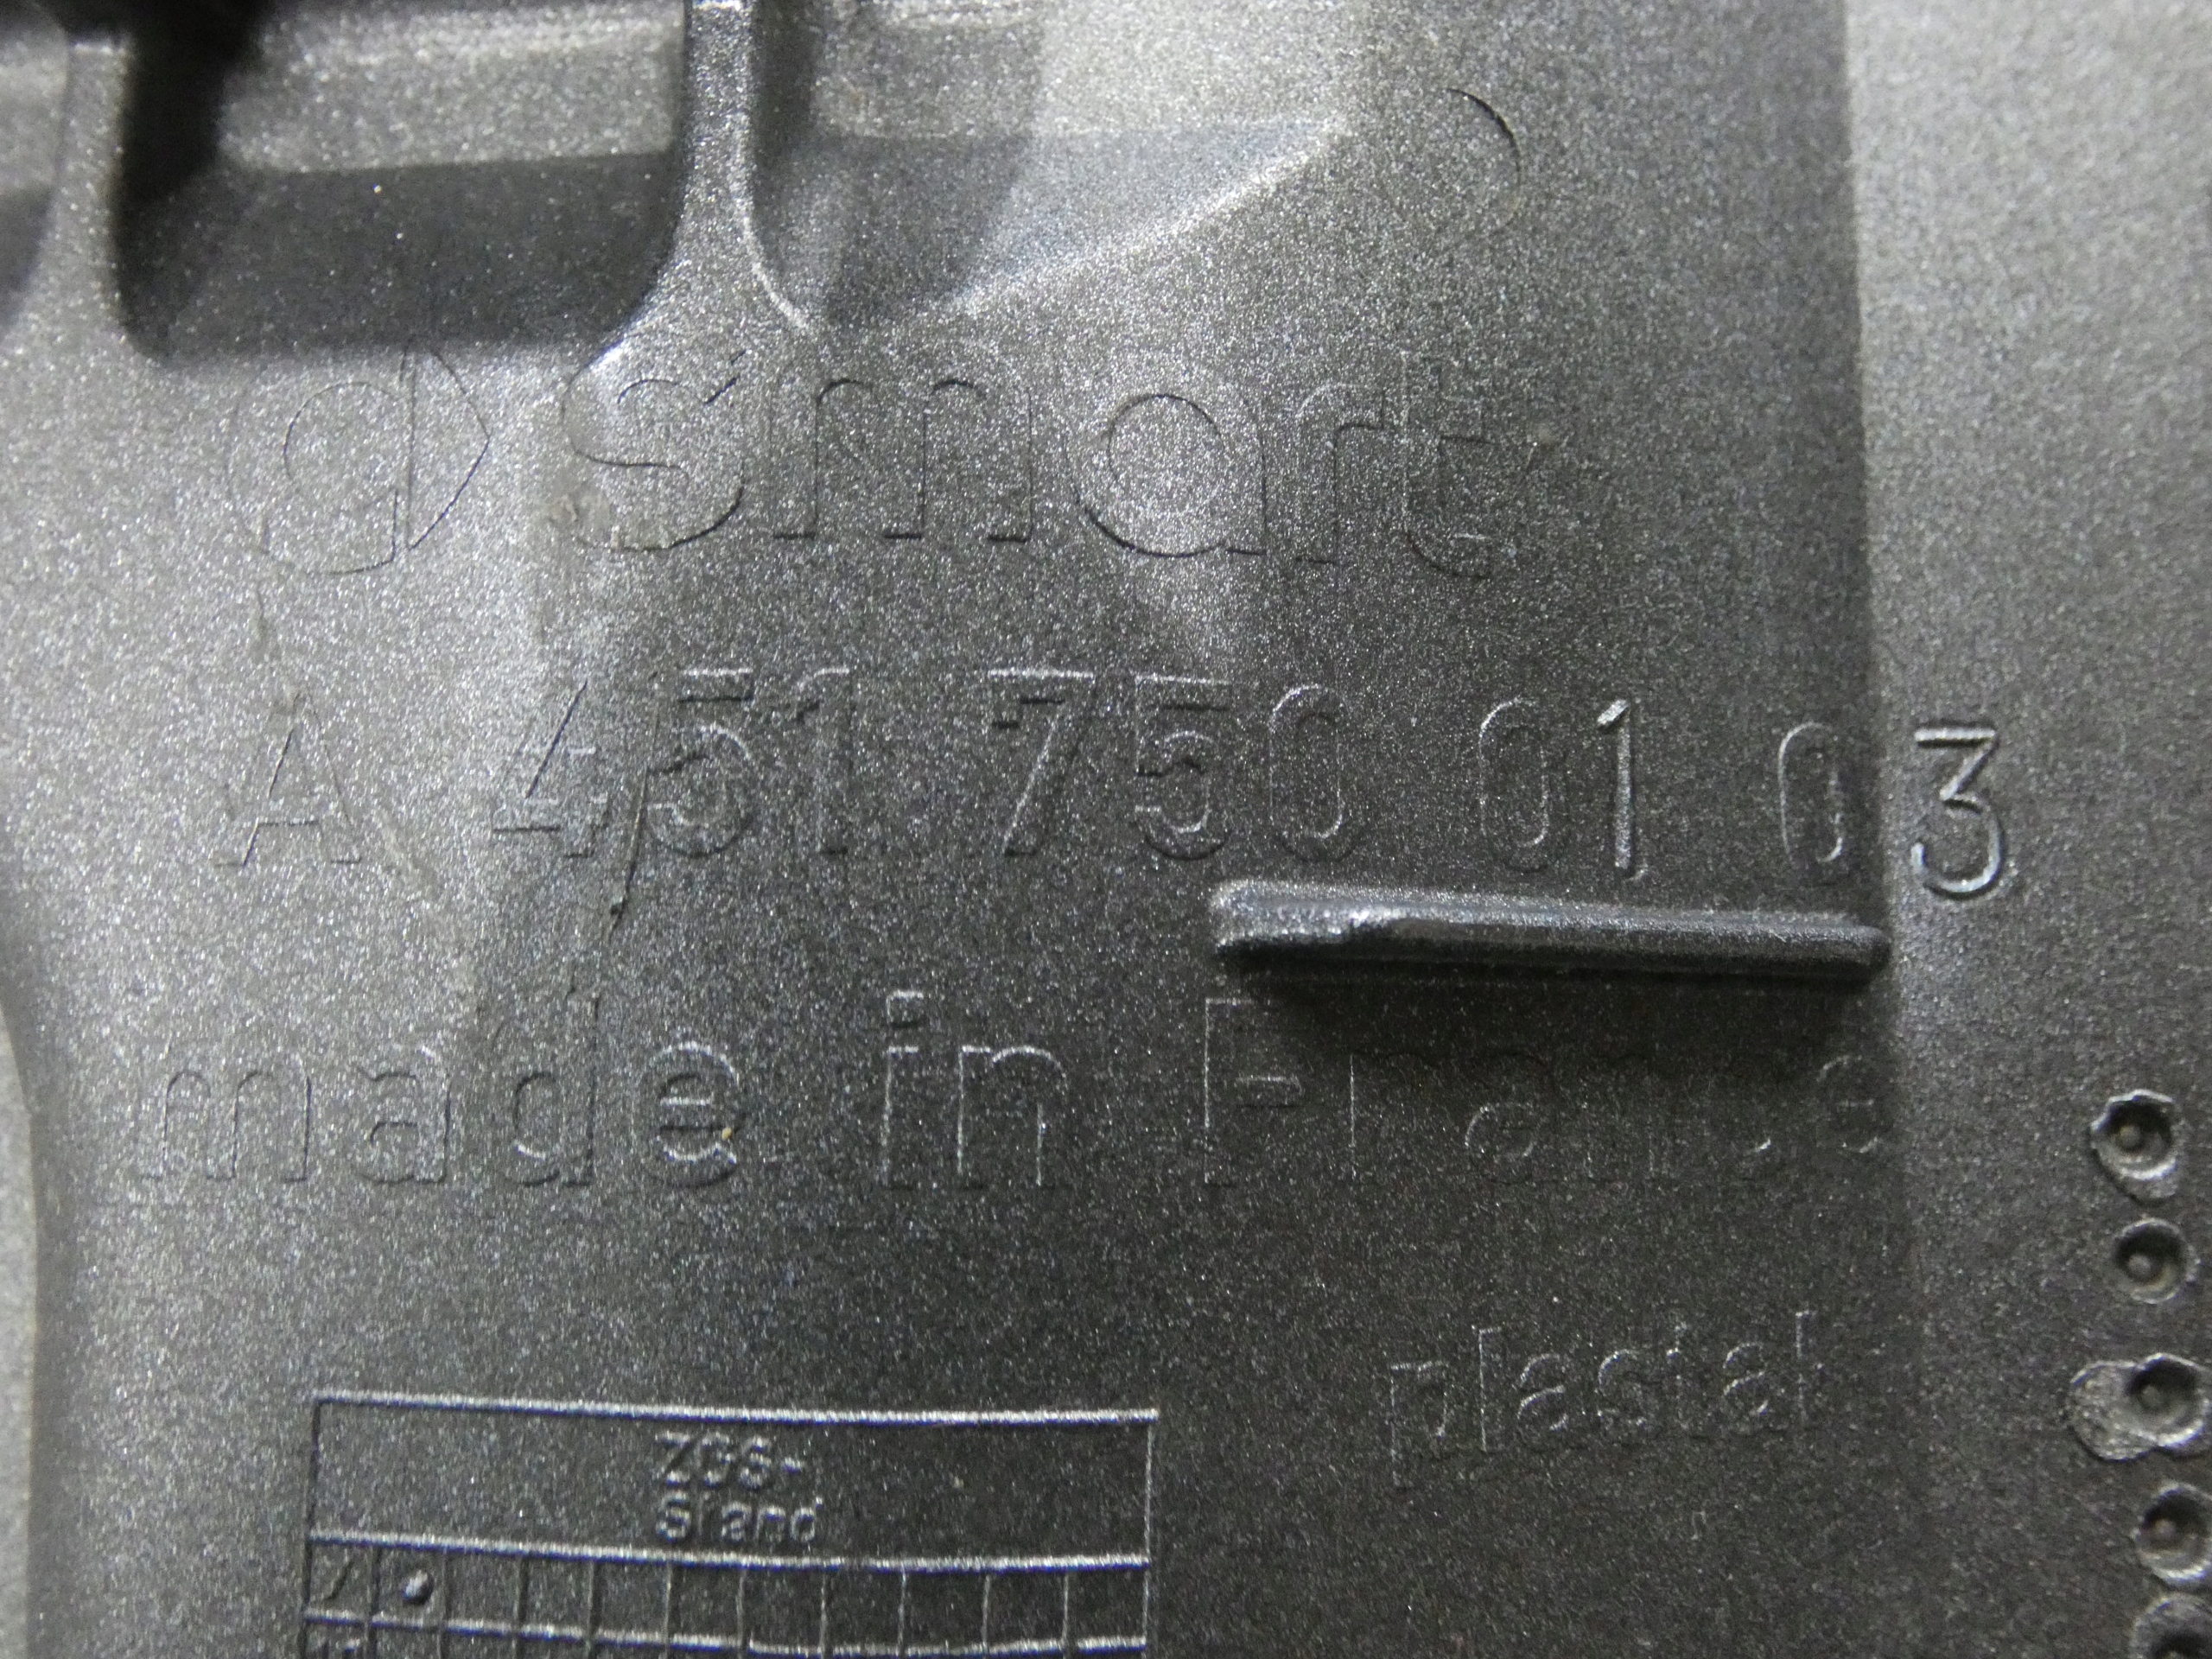 smart
A 451 750 01 03
made in France
plastal
ZGS-
Stand